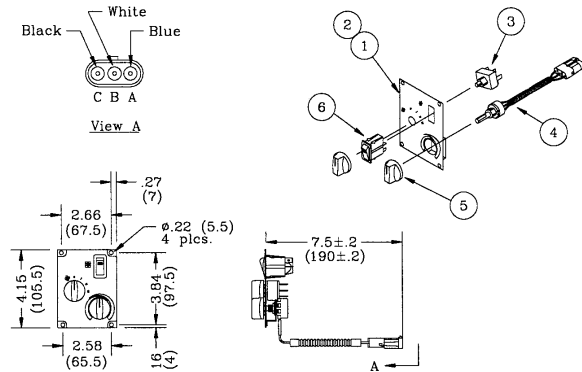 White
Black
Blue
C B A
View A
2
1
3
6
4
5
.27
(7)
2.66
(67.5)
ø.22 (5.5)
4 plcs.
4.15
(105.5)
3.84
(97.5)
2.58
(65.5)
16
(4)
7.5±.2
(190±.2)
A